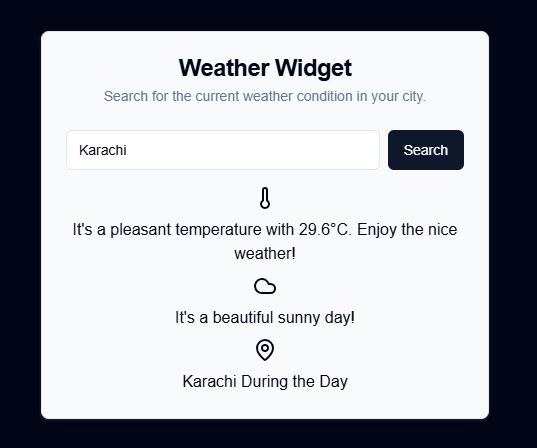 Weather Widget
Search for the current weather condition in your city.
Karachi
Search
It's a pleasant temperature with 29.6°C. Enjoy the nice
weather!
It's a beautiful sunny day!
Karachi During the Day